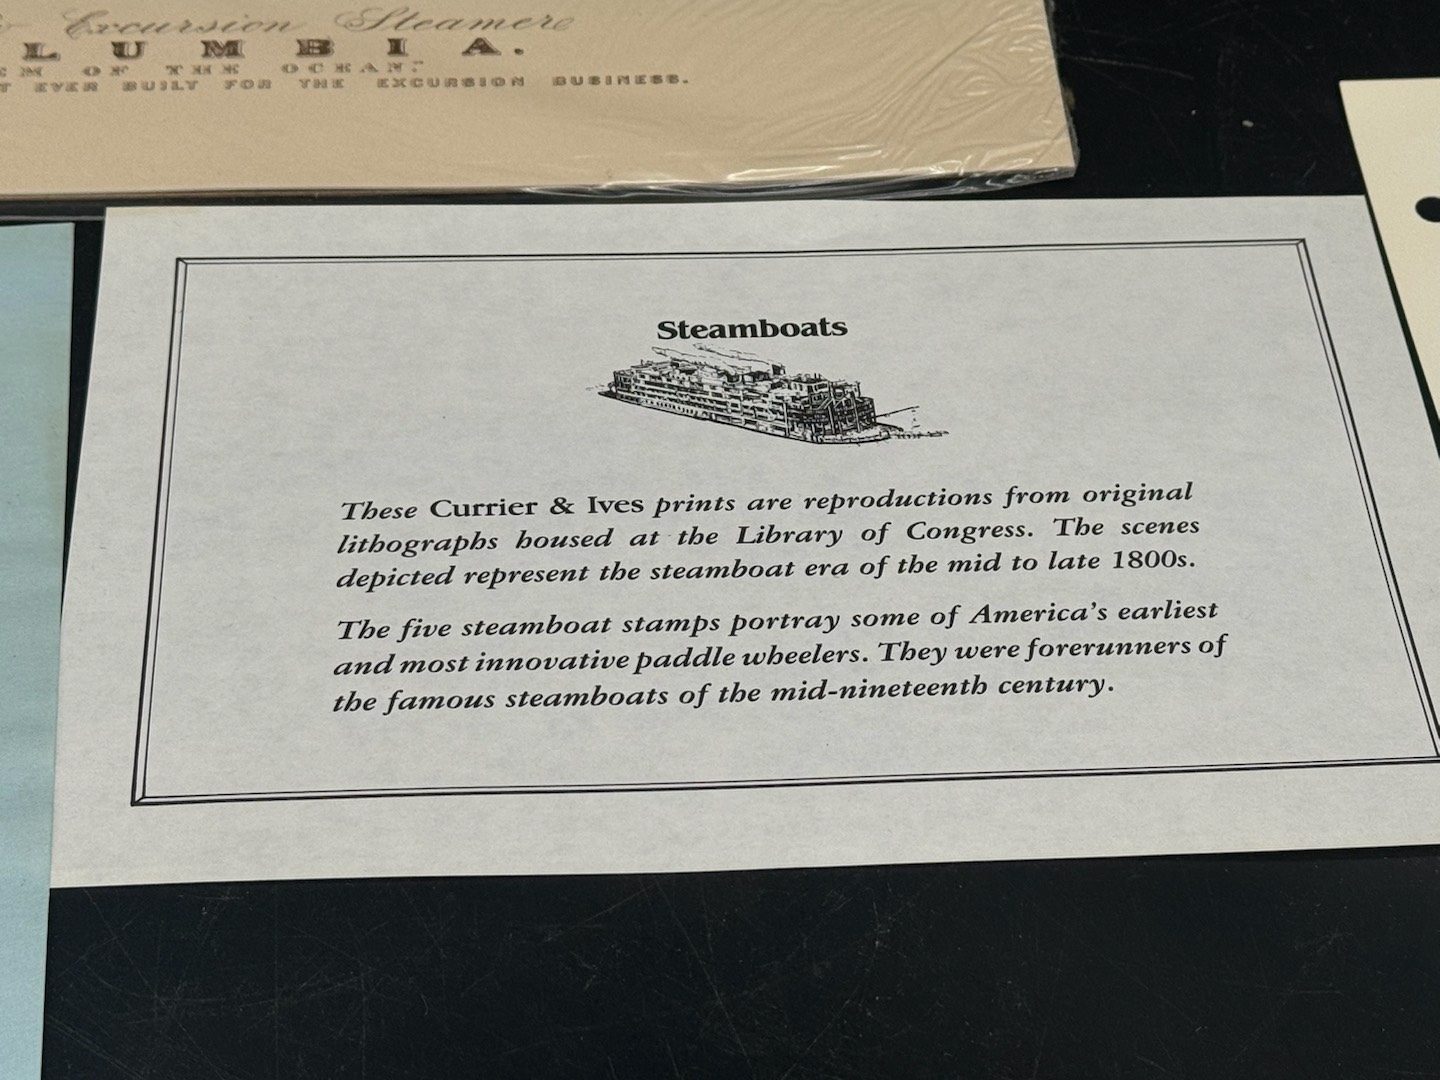 Excursion Steamer
LUMBIA.
OF THE OCEAN."
EVER BUILT FOR THE EXCURSION BUSINESS.
Steamboats
These Currier & Ives prints are reproductions from original
lithographs housed at the Library of Congress. The scenes
depicted represent the steamboat era of the mid to late 1800s.
The five steamboat stamps portray some of America's earliest
and most innovative paddle wheelers. They were forerunners of
the famous steamboats of the mid-nineteenth century.